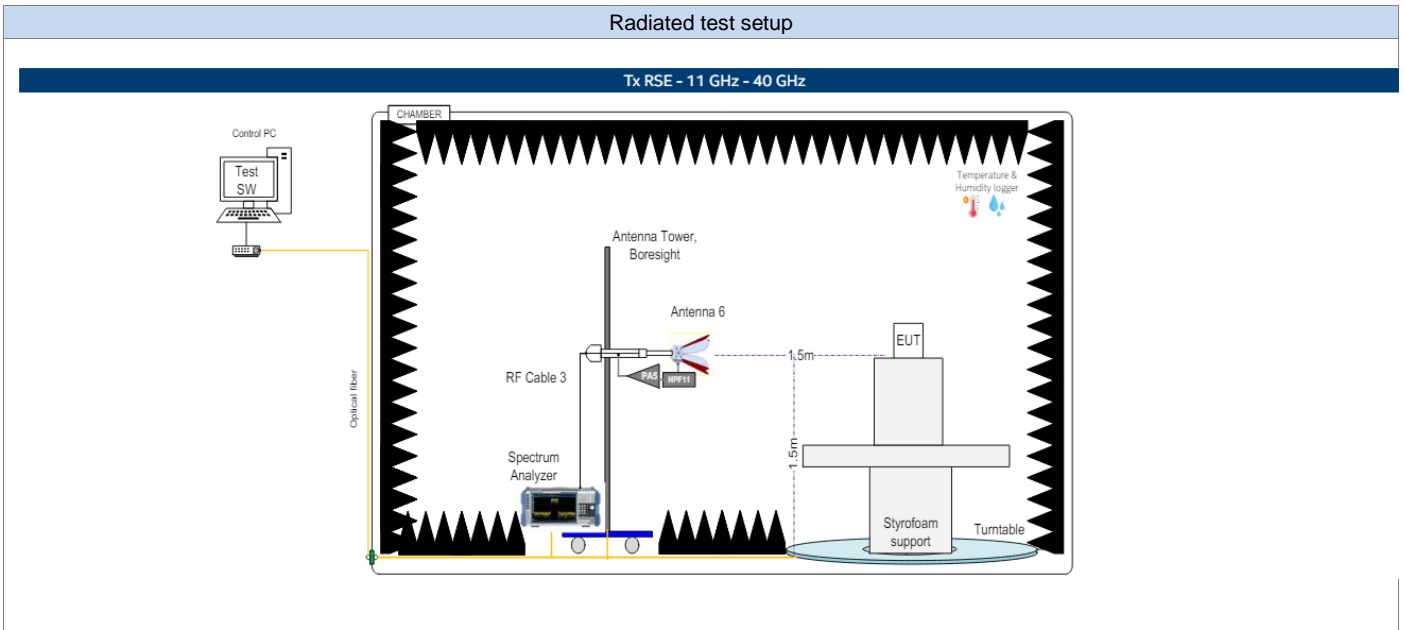 Radiated test setup
Tx RSE - 11 GHz - 40 GHz
CHAMBER
Control PC
Test
SW
Temperature &
Humidity logger
Antenna Tower,
Boresight
Antenna 6
EUT
1.5m
PA5
HPF11
RF Cable 3
Optical fiber
1.5m
Spectrum
Analyzer
Styrofoam
support
Turntable